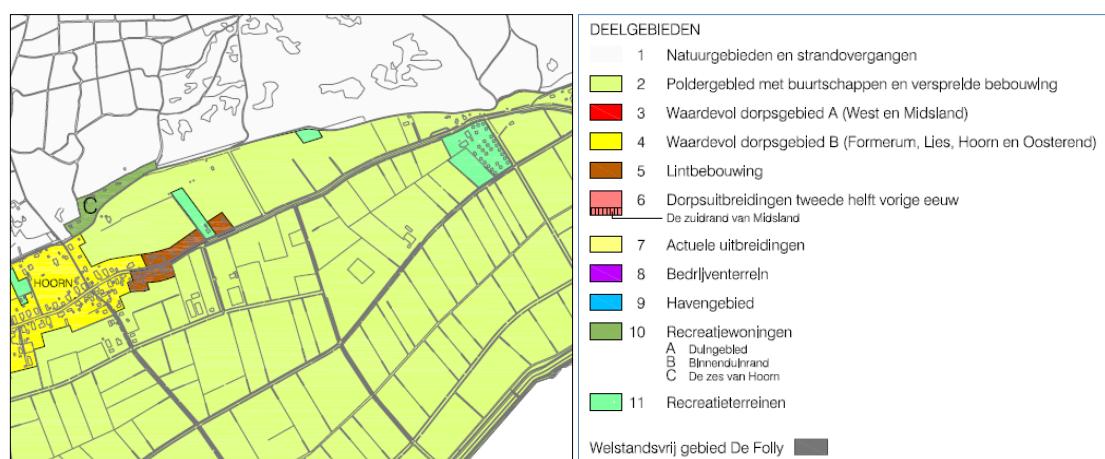 C
HOORN
DEELGEBIEDEN
1 Natuurgebieden en strandovergangen
2 Poldergebied met buurtschappen en verspreide bebouwing
3 Waardevol dorpsgebied A (West en Midsland)
4 Waardevol dorpsgebied B (Formerum, Lies, Hoorn en Oosterend)
5 Lintbebouwing
6 Dorpsuitbreidingen tweede helft vorige eeuw
De zuidrand van Midsland
7 Actuele uitbreidingen
8 Bedrijventerrein
9 Havengebied
10 Recreatiewoningen
A Duingebied
B Binnenduinrand
C De zes van Hoorn
11 Recreatieterreinen
Welstandsvrij gebied De Folly